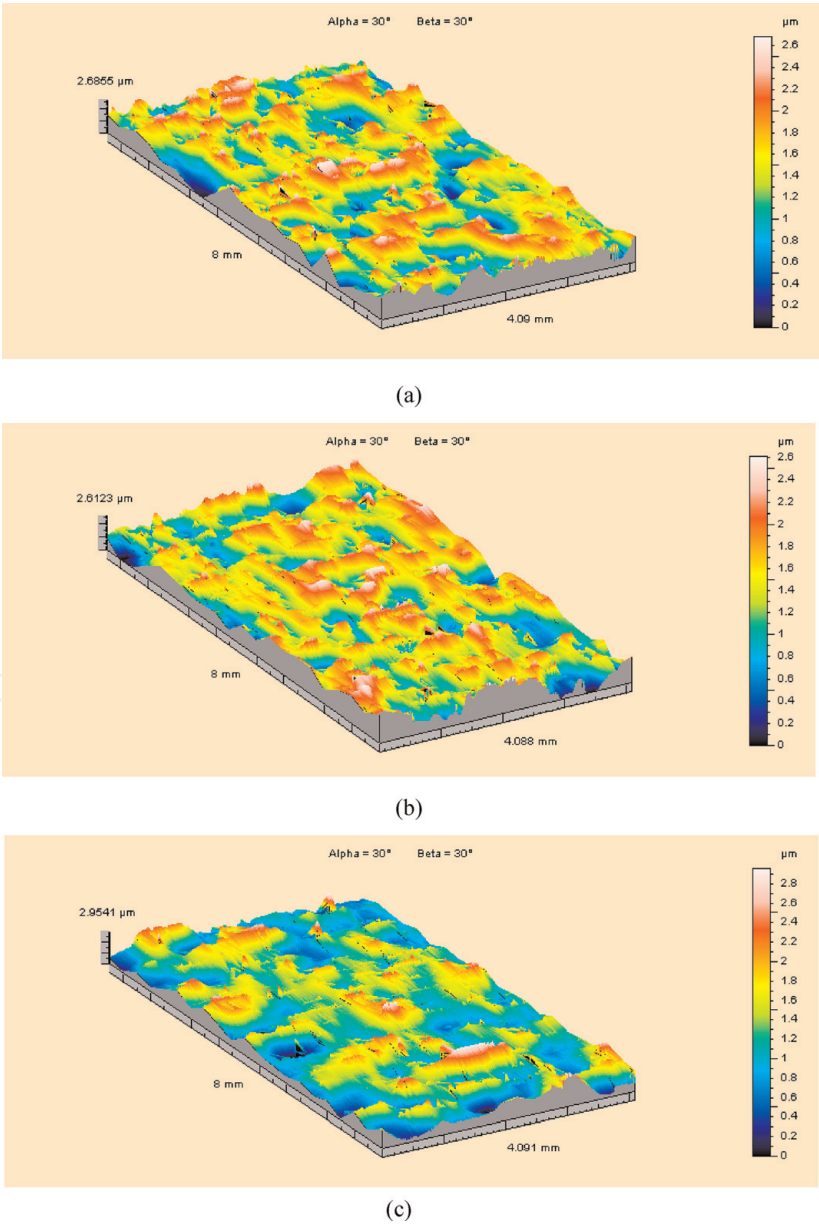 Alpha = 30° Beta = 30°
µm
2.6855 µm
2.6
2.4
2.2
2
1.8
1.6
1.4
1.2
1
0.8
0.6
0.4
0.2
0
8 mm
4.09 mm
(a)
Alpha = 30° Beta = 30°
µm
2.6123 µm
2.6
2.4
2.2
2
1.8
1.6
1.4
1.2
1
0.8
0.6
0.4
0.2
0
8 mm
4.088 mm
(b)
Alpha = 30° Beta = 30°
µm
2.9541 µm
2.8
2.6
2.4
2.2
2
1.8
1.6
1.4
1.2
1
0.8
0.6
0.4
0.2
0
8 mm
4.091 mm
(c)